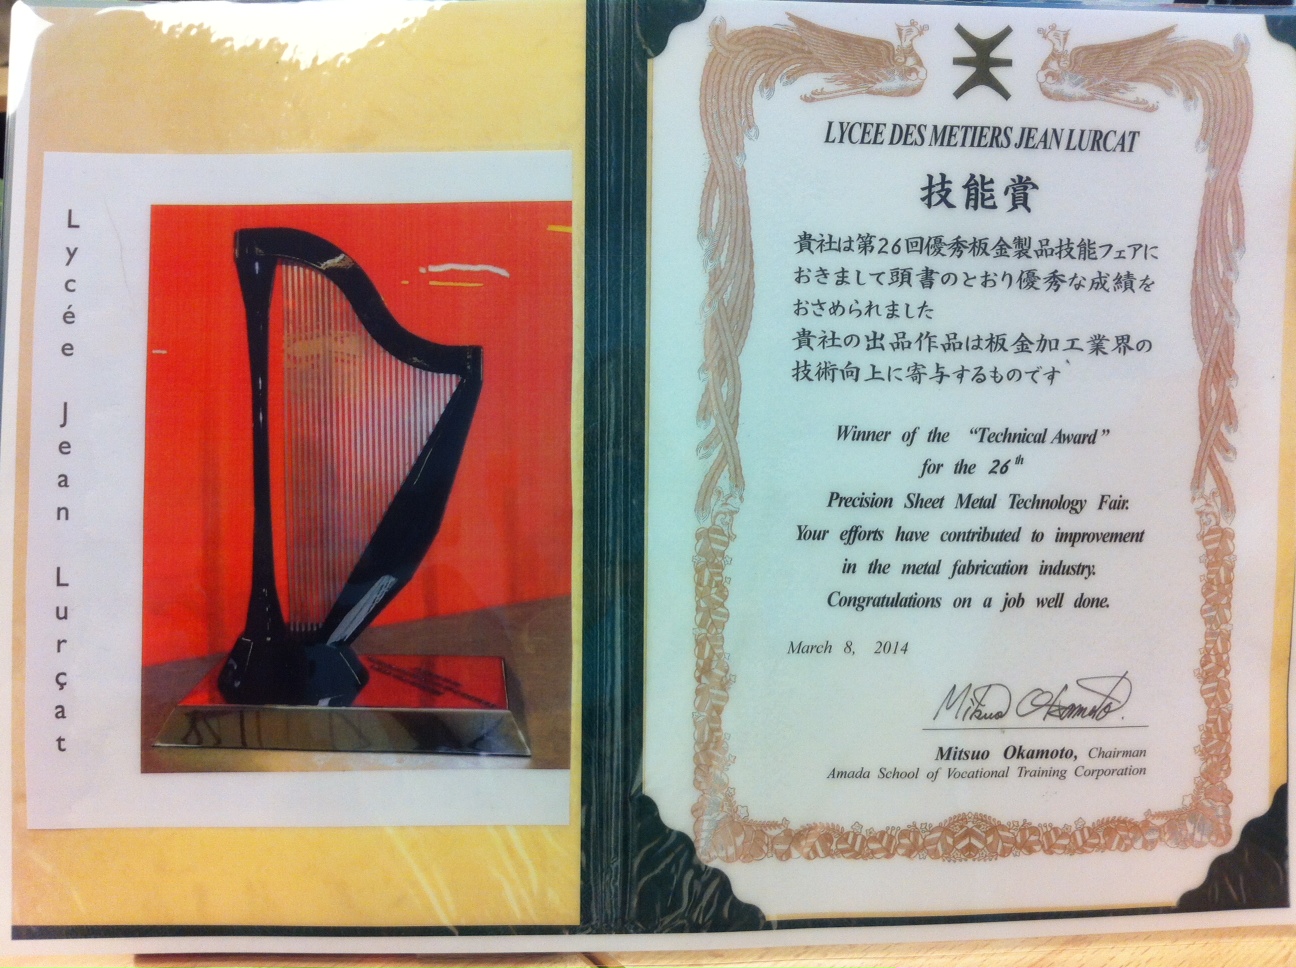 Lycée Jean Lurçat
LYCEE DES METIERS JEAN LURCAT
技能賞
貴社は第26回優秀板金製品技能フェアに
おきまして頭書のとおり優秀な成績を
おさめられました
貴社の出品作品は板金加工業界の
技術向上に寄与するものです
Winner of the “Technical Award”
for the 26th
Precision Sheet Metal Technology Fair.
Your efforts have contributed to improvement
in the metal fabrication industry.
Congratulations on a job well done.
March 8, 2014
Mitsuo Okamoto.
Mitsuo Okamoto, Chairman
Amada School of Vocational Training Corporation